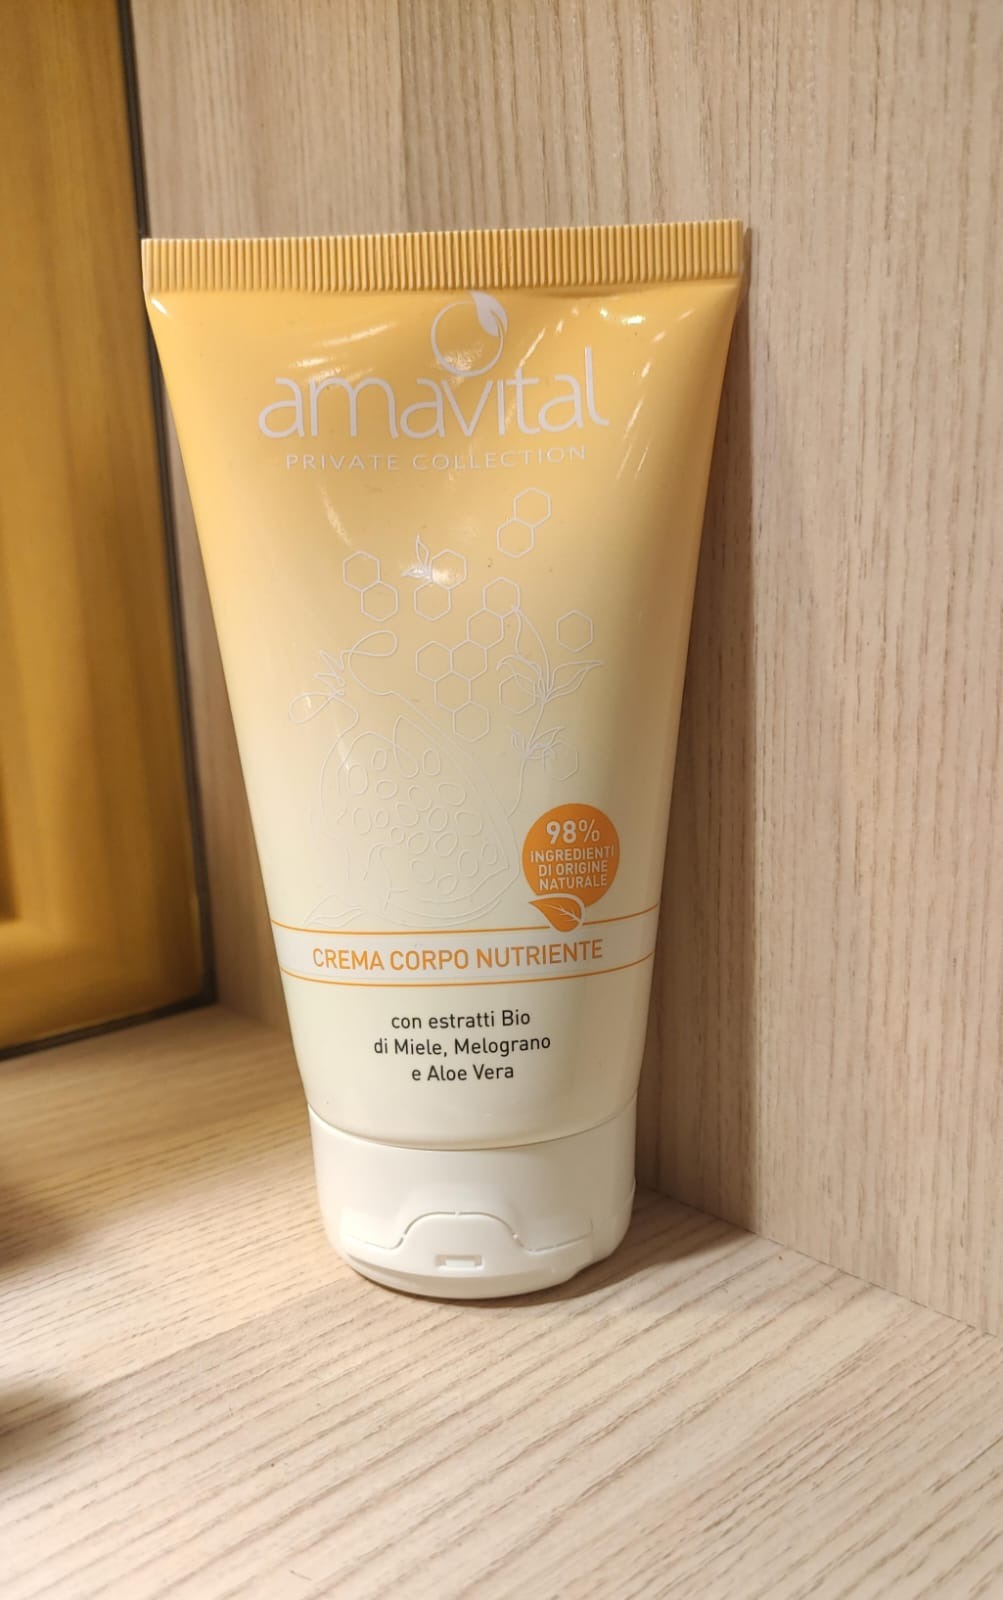 amavital
PRIVATE COLLECTION
98%
INGREDIENTI
DI ORIGINE
NATURALE
CREMA CORPO NUTRIENTE
con estratti Bio
di Miele, Melograno
e Aloe Vera